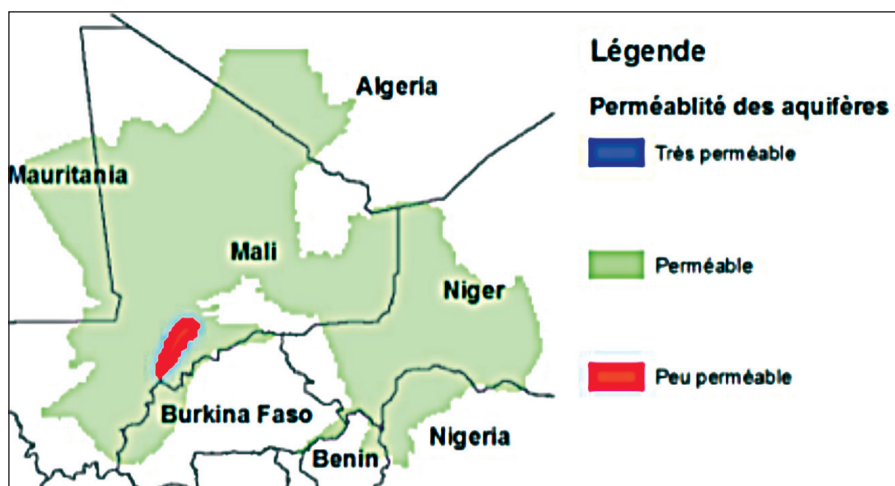 Légende
Perméablité des aquifères
Très perméable
Perméable
Peu perméable
Algeria
Mauritania
Mali
Niger
Burkina Faso
Benin
Nigeria